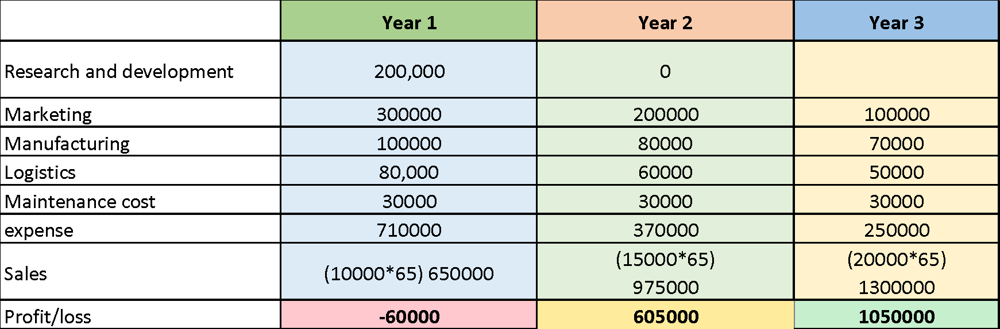 Year 1 Year 2 Year 3
Research and development 200,000 0
Marketing 300000 200000 100000
Manufacturing 100000 80000 70000
Logistics 80,000 60000 50000
Maintenance cost 30000 30000 30000
expense 710000 370000 250000
Sales (10000*65) 650000 (15000*65) 975000 (20000*65) 1300000
Profit/loss -60000 605000 1050000